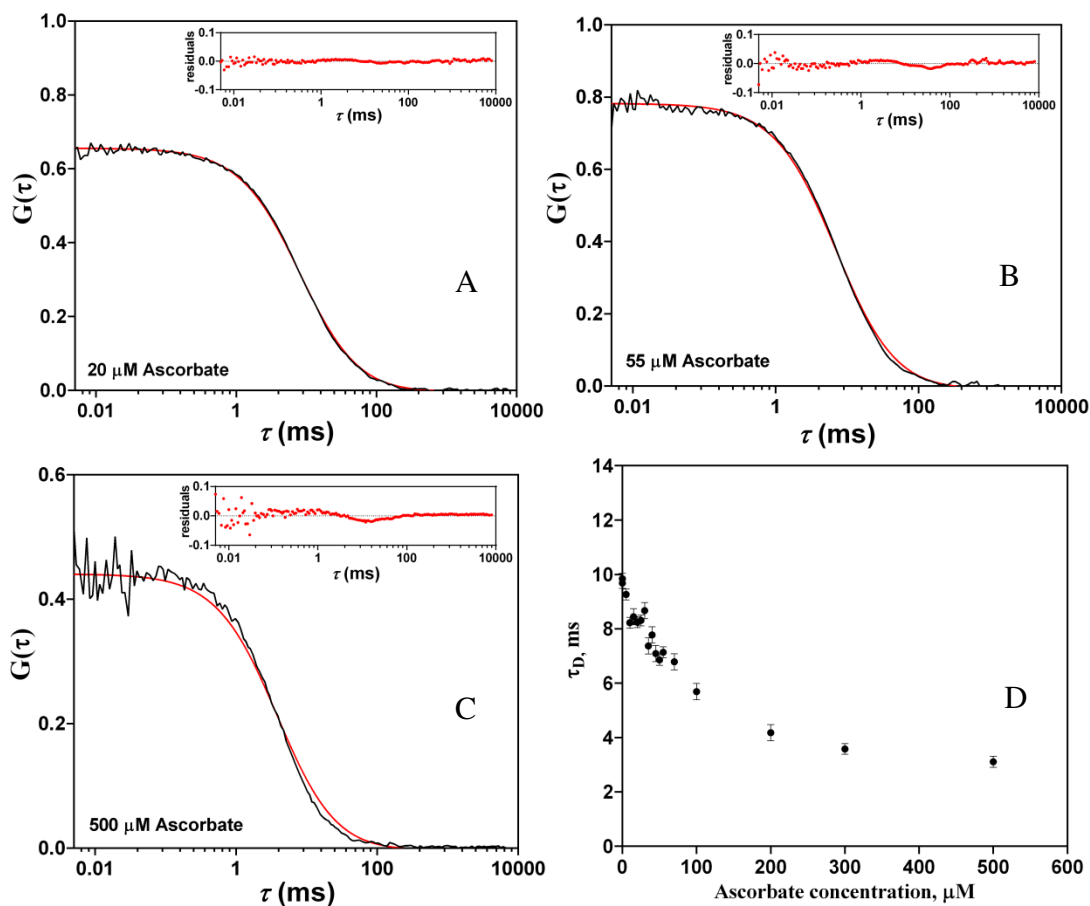 1.0
0.8
0.6
0.4
0.2
0.0
G(τ)
0.1
0.0
-0.1
residuals
0.01 1 100 10000
τ (ms)
A
20 μM Ascorbate
0.01 1 100 10000
τ (ms)
1.0
0.8
0.6
0.4
0.2
0.0
G(τ)
0.1
0.0
-0.1
residuals
0.01 1 100 10000
τ (ms)
B
55 μM Ascorbate
0.01 1 100 10000
τ (ms)
0.6
0.4
0.2
0.0
G(τ)
0.1
0.0
-0.1
residuals
0.01 1 100 10000
τ (ms)
C
500 μM Ascorbate
0.01 1 100 10000
τ (ms)
14
12
10
8
6
4
2
0
τD, ms
D
0 100 200 300 400 500 600
Ascorbate concentration, μM